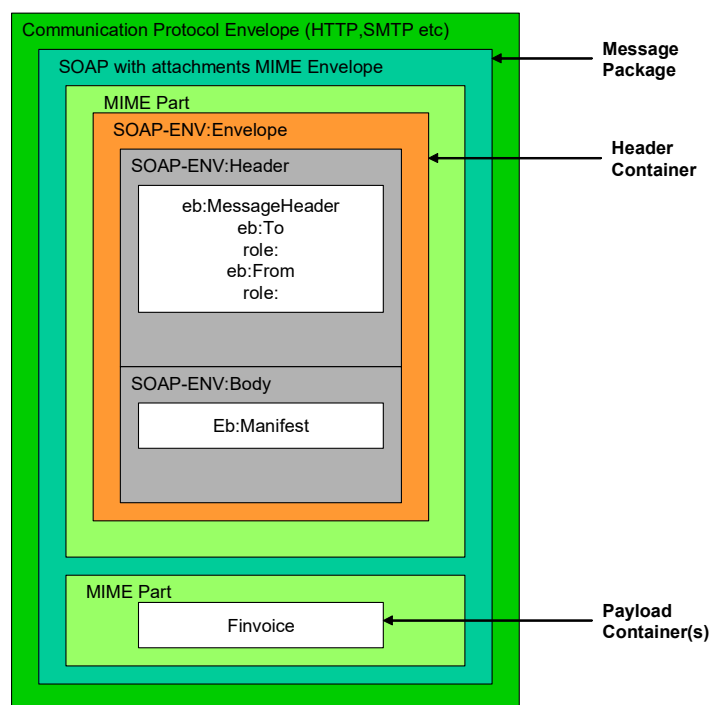 Communication Protocol Envelope (HTTP,SMTP etc)
SOAP with attachments MIME Envelope
Message
Package
MIME Part
SOAP-ENV:Envelope
Header
Container
SOAP-ENV:Header
eb:MessageHeader
eb:To
role:
eb:From
role:
SOAP-ENV:Body
Eb:Manifest
MIME Part
Finvoice
Payload
Container(s)